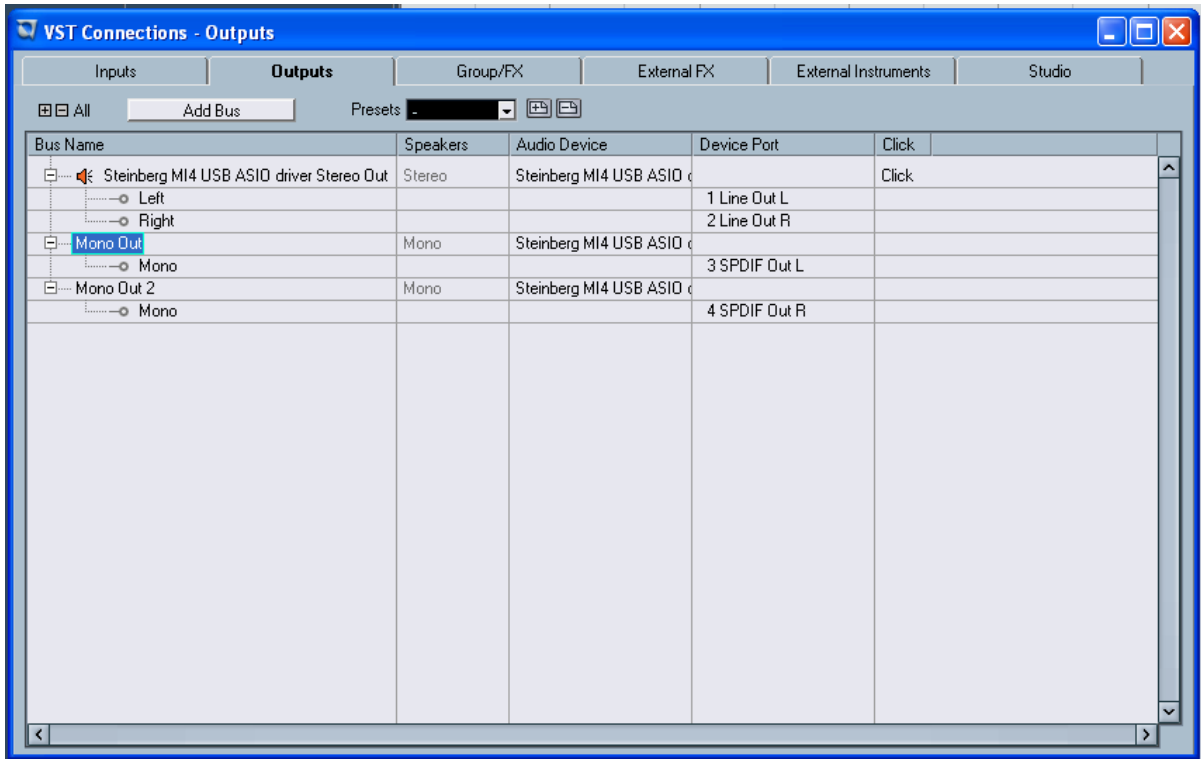 VST Connections - Outputs
Inputs Outputs Group/FX External FX External Instruments Studio
All Add Bus Presets -
Bus Name Speakers Audio Device Device Port Click
Steinberg MI4 USB ASIO driver Stereo Out Stereo Steinberg MI4 USB ASIO d Click
Left 1 Line Out L
Right 2 Line Out R
Mono Out Mono Steinberg MI4 USB ASIO d
Mono 3 SPDIF Out L
Mono Out 2 Mono Steinberg MI4 USB ASIO d
Mono 4 SPDIF Out R